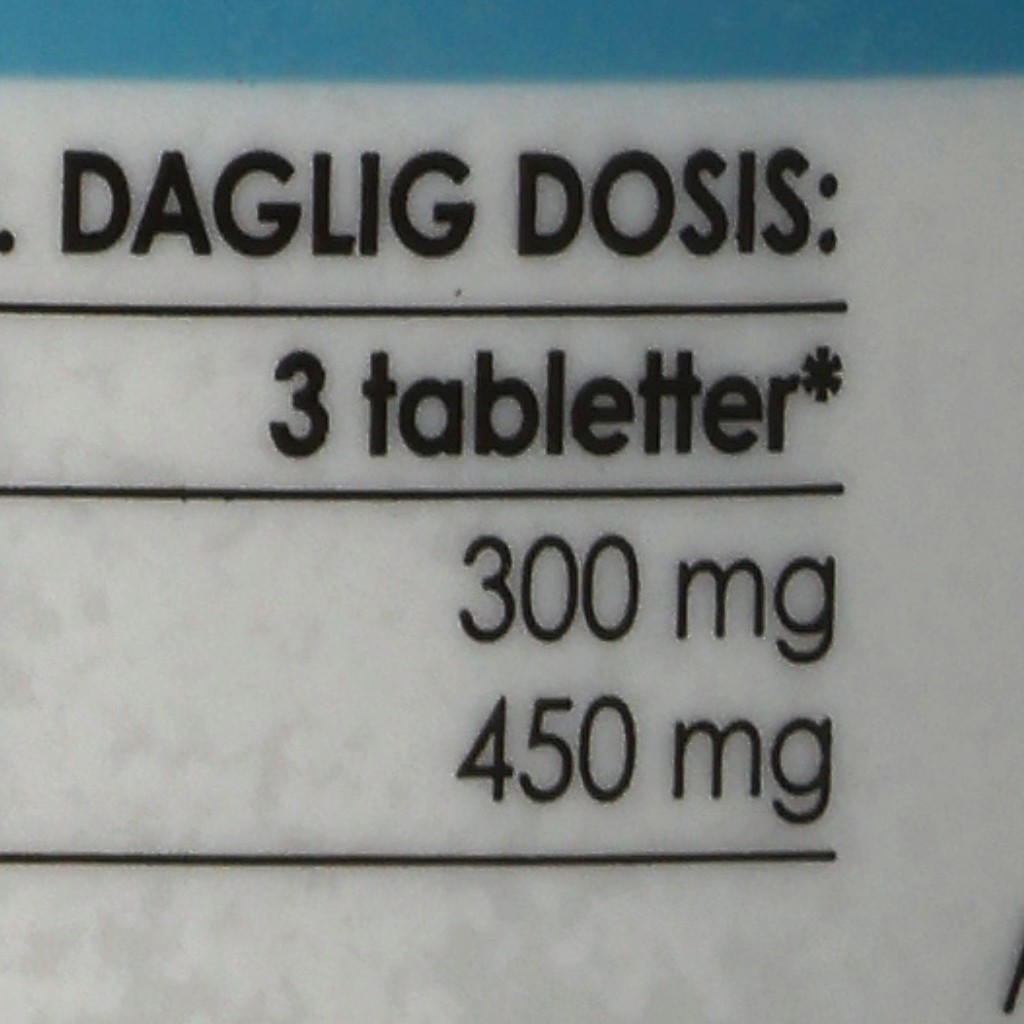 . DAGLIG DOSIS:
3 tabletter*
300 mg
450 mg